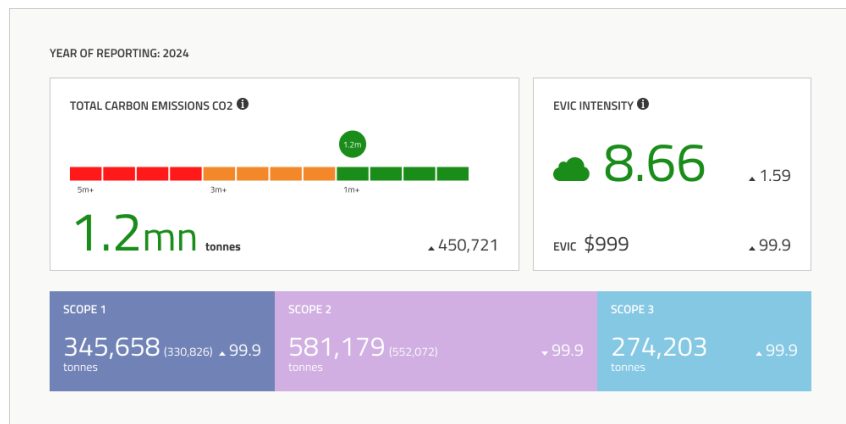 YEAR OF REPORTING: 2024
TOTAL CARBON EMISSIONS CO2 i
1.2m
5m+ 3m+ 1m+
1.2mn tonnes ▲ 450,721
EVIC INTENSITY i
8.66 ▲ 1.59
EVIC $999 ▲ 99.9
SCOPE 1
345,658 (330,826) ▲ 99.9
tonnes
SCOPE 2
581,179 (552,072) ▼ 99.9
tonnes
SCOPE 3
274,203 ▲ 99.9
tonnes